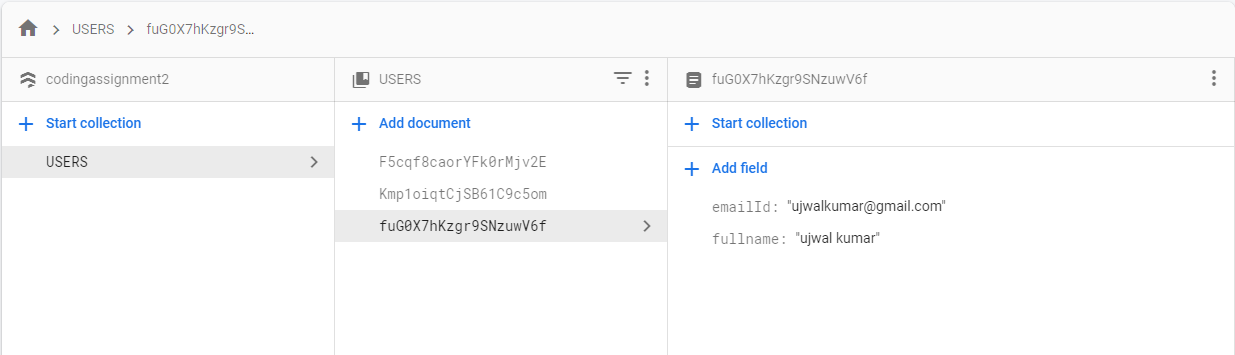 USERS fuG0X7hKzgr9S...
codingassignment2
Start collection
USERS
USERS
Add document
F5cqf8caorYFk0rMjv2E
Kmp1oiqtCjSB61C9c5om
fuG0X7hKzgr9SNzuwV6f
fuG0X7hKzgr9SNzuwV6f
Start collection
Add field
emailId: "ujwalkumar@gmail.com"
fullname: "ujwal kumar"